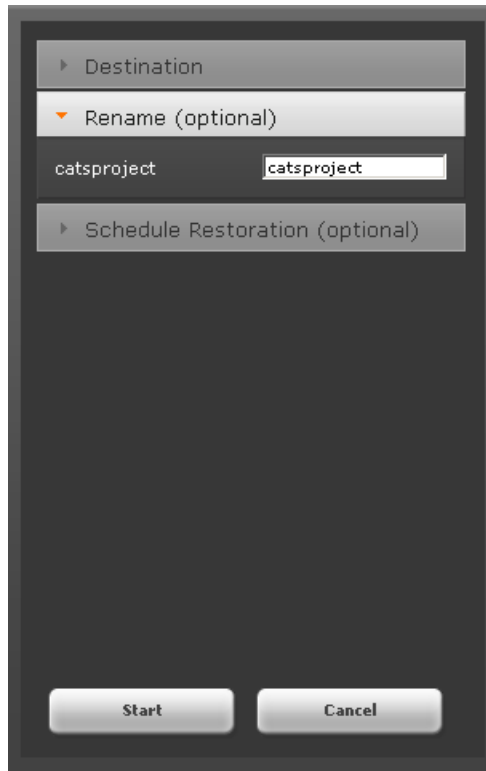 Destination
Rename (optional)
catsproject catsproject
Schedule Restoration (optional)
Start Cancel